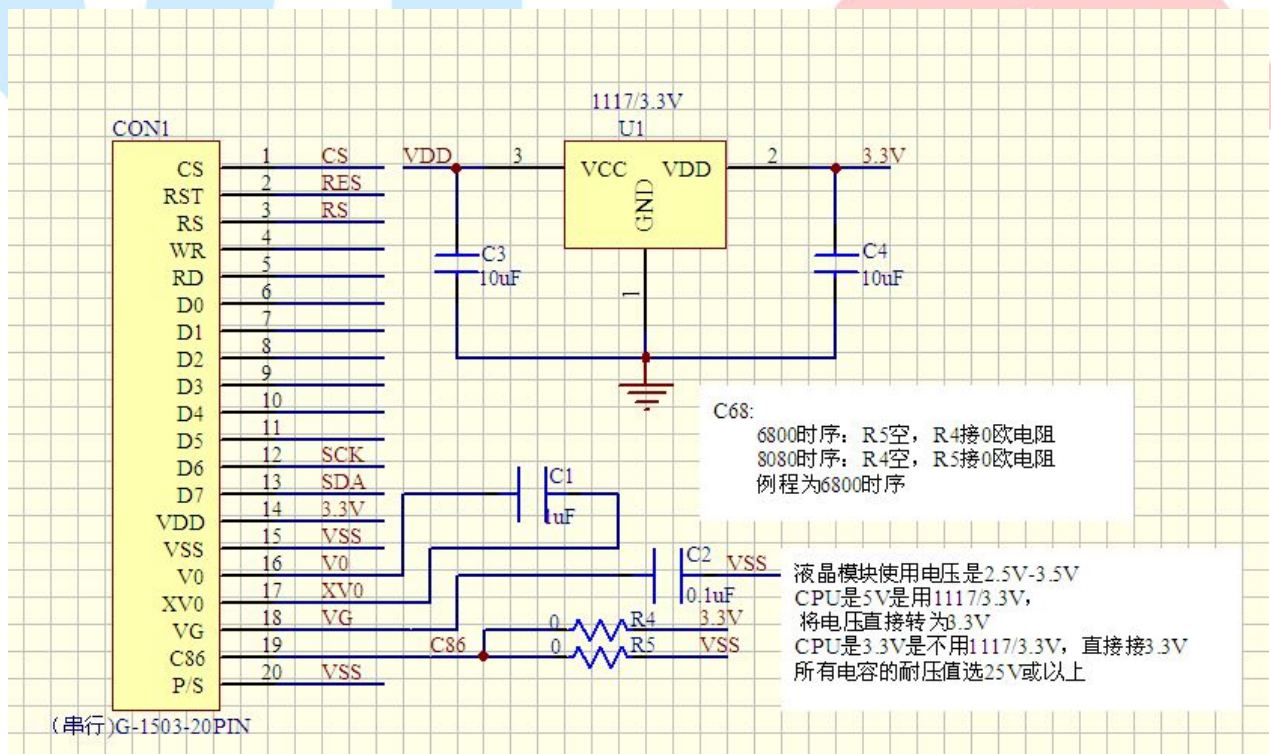 1117/3.3V
U1
CON1
CS 1 CS
RST 2 RES
RS 3 RS
WR 4
RD 5
D0 6
D1 7
D2 8
D3 9
D4 10
D5 11
D6 12 SCK
D7 13 SDA
VDD 14 3.3V
VSS 15 VSS
V0 16 V0
XV0 17 XV0
VG 18 VG
C86 19 C86
P/S 20 VSS
(串行)G-1503-20PIN
VDD 3 VCC VDD 2 3.3V
GND
1
C3
10uF
C4
10uF
C1
1uF
C2 VSS
0.1uF
0 R4 3.3V
0 R5 VSS
C68:
6800时序：R5空，R4接0欧电阻
8080时序：R4空，R5接0欧电阻
例程为6800时序
液晶模块使用电压是2.5V-3.5V
CPU是5V是用1117/3.3V，
将电压直接转为3.3V
CPU是3.3V是不用1117/3.3V，直接接3.3V
所有电容的耐压值选25V或以上